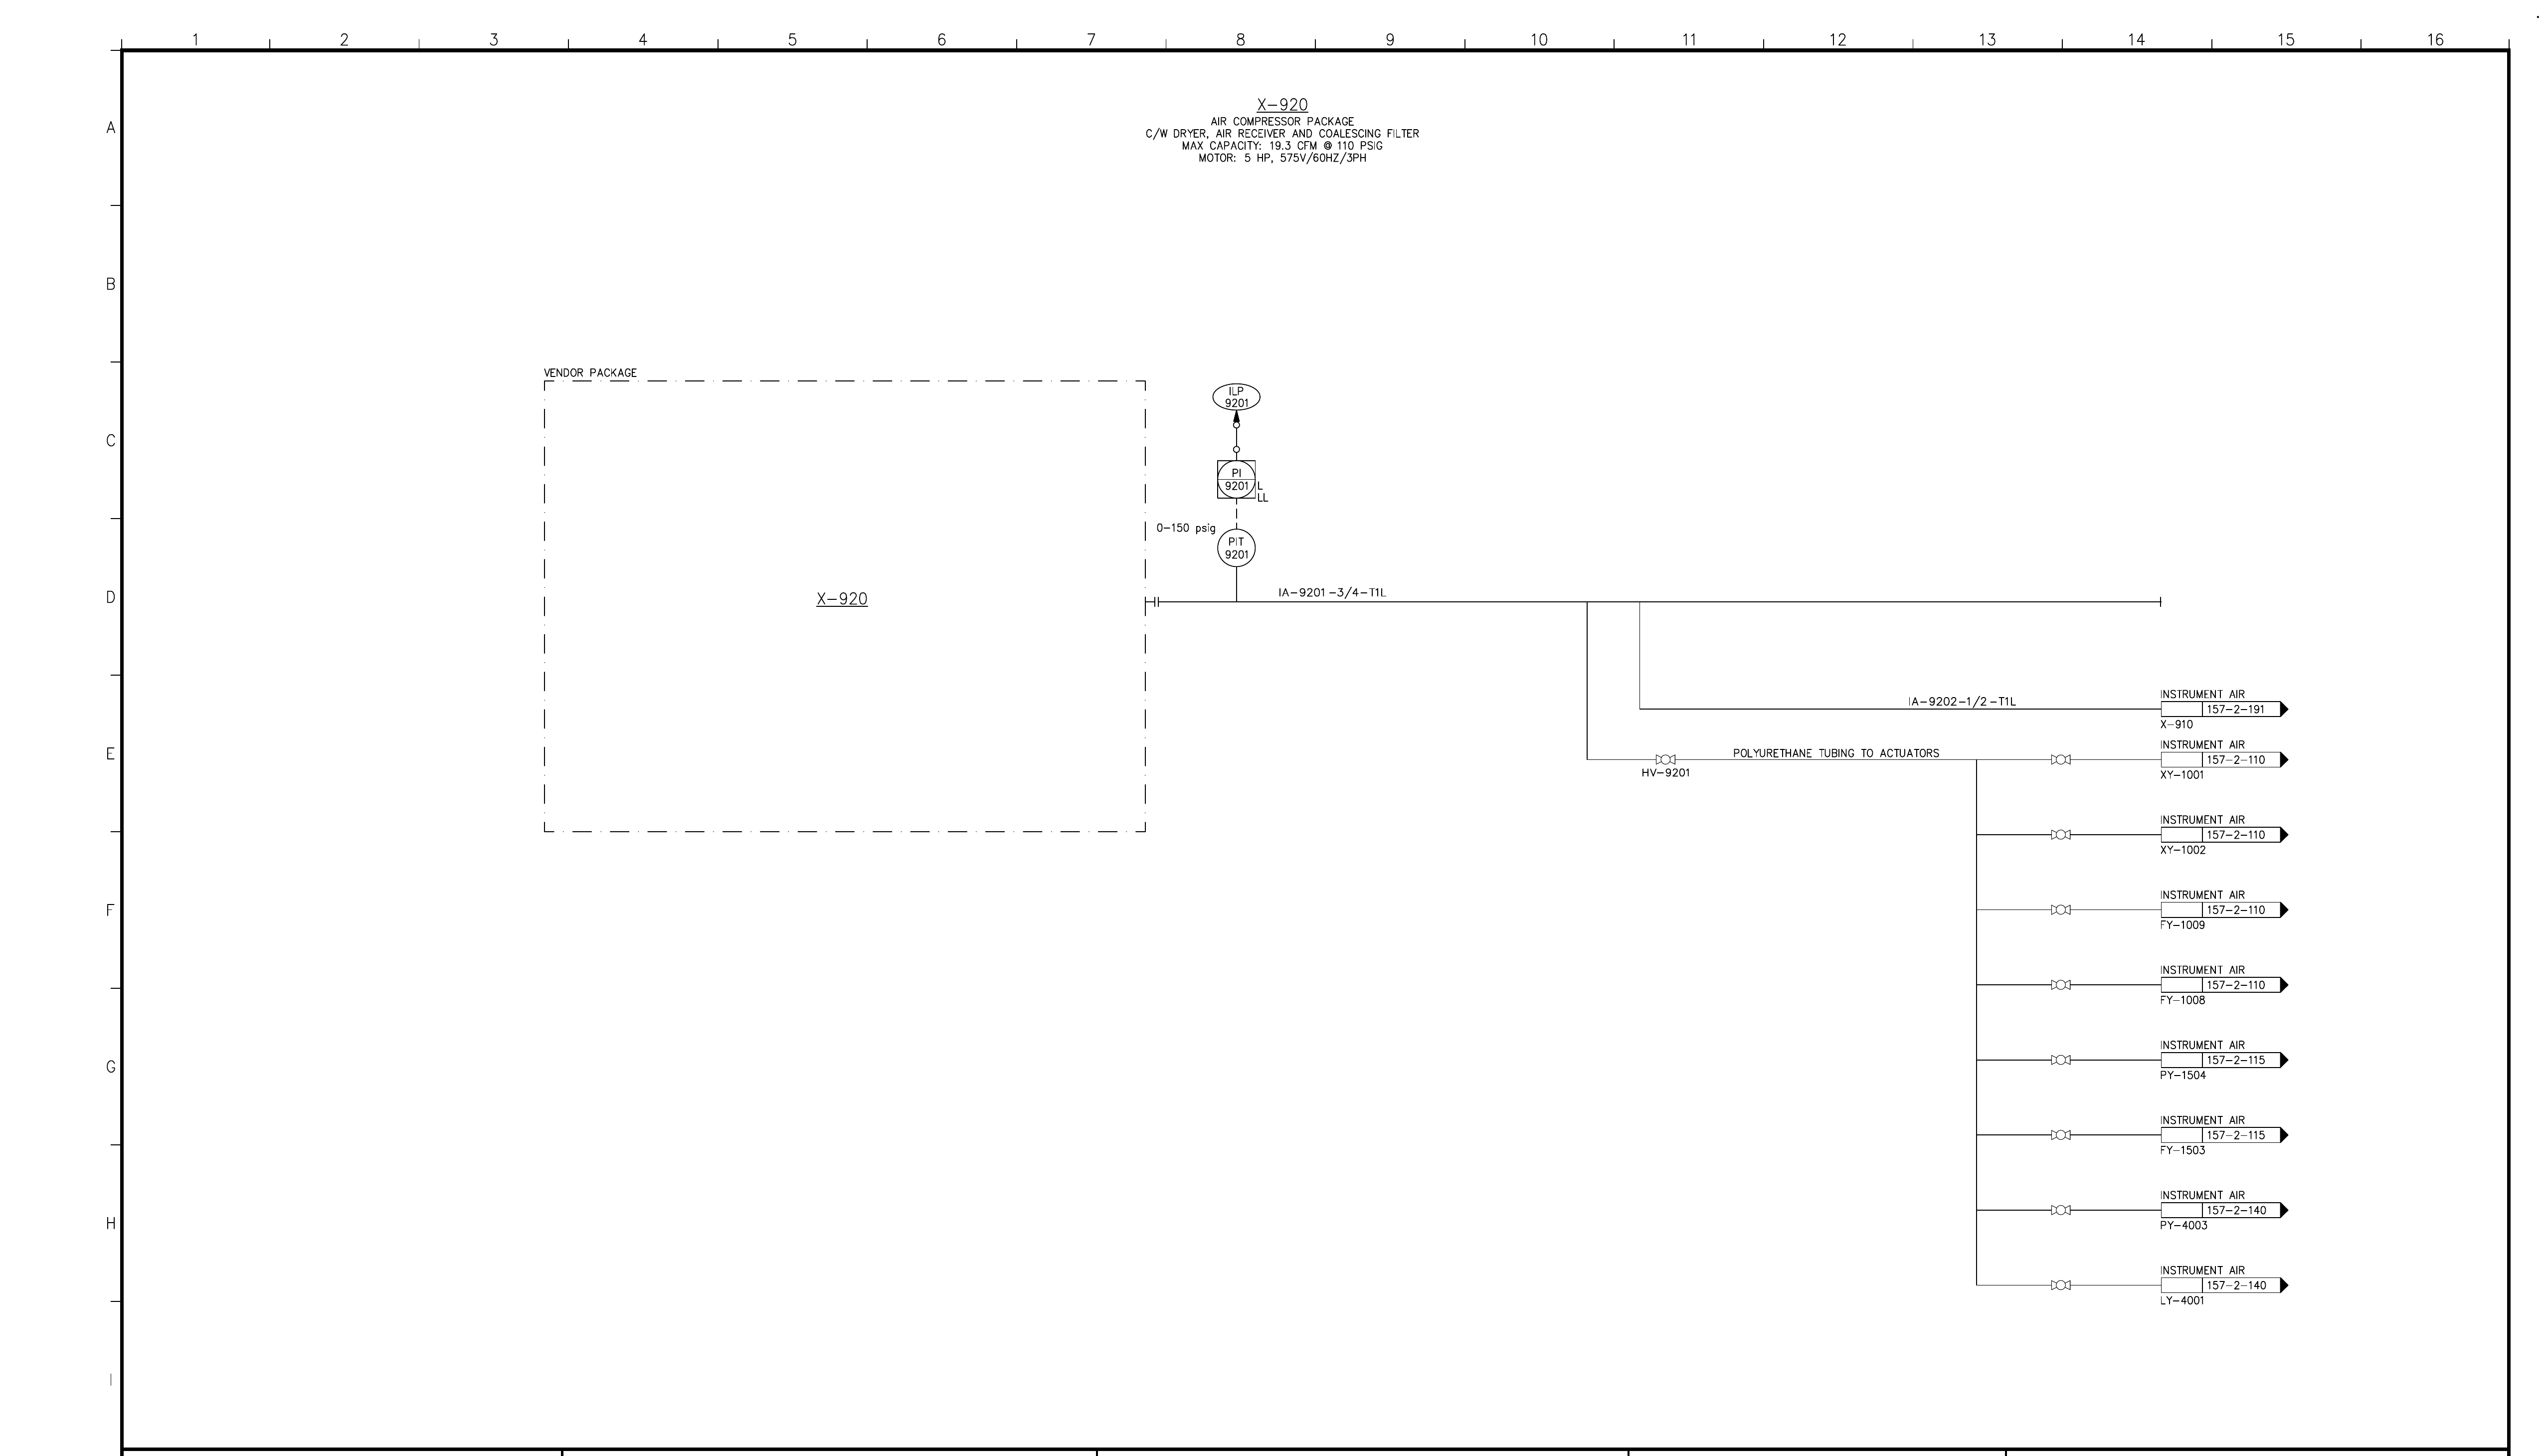 1 2 3 4 5 6 7 8 9 10 11 12 13 14 15 16
A
B
C
D
E
F
G
H
I
X-920
AIR COMPRESSOR PACKAGE
C/W DRYER, AIR RECEIVER AND COALESCING FILTER
MAX CAPACITY: 19.3 CFM @ 110 PSIG
MOTOR: 5 HP, 575V/60HZ/3PH
VENDOR PACKAGE
X-920
ILP
9201
PI
9201
L
LL
0-150 psig
PIT
9201
IA-9201-3/4-T1L
IA-9202-1/2-T1L
POLYURETHANE TUBING TO ACTUATORS
HV-9201
INSTRUMENT AIR
157-2-191
X-910
INSTRUMENT AIR
157-2-110
XY-1001
INSTRUMENT AIR
157-2-110
XY-1002
INSTRUMENT AIR
157-2-110
FY-1009
INSTRUMENT AIR
157-2-110
FY-1008
INSTRUMENT AIR
157-2-115
PY-1504
INSTRUMENT AIR
157-2-115
FY-1503
INSTRUMENT AIR
157-2-140
PY-4003
INSTRUMENT AIR
157-2-140
LY-4001